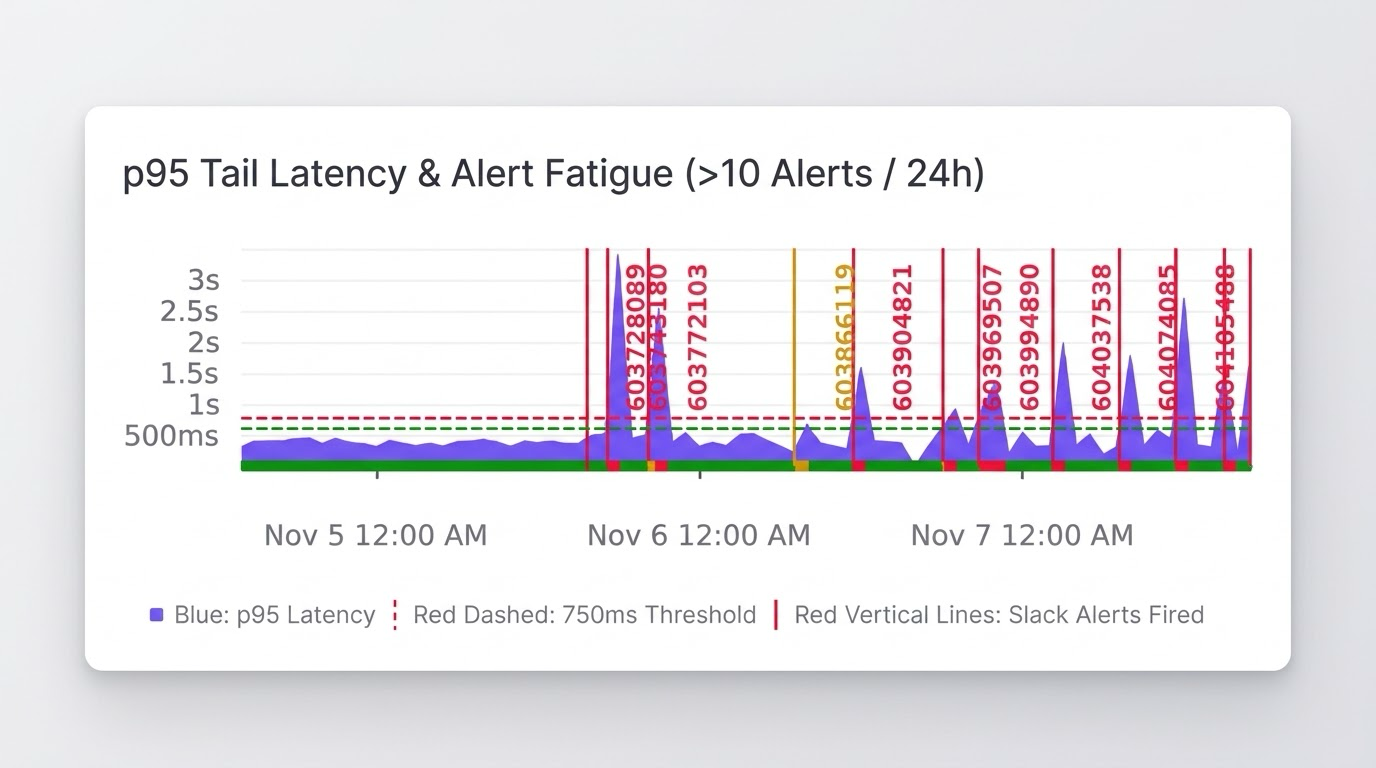 p95 Tail Latency & Alert Fatigue (>10 Alerts / 24h)
3s
2.5s
2s
1.5s
1s
500ms
603728089
603743180
603772103
603866119
603904821
603969507
603994890
604037538
604074085
604105488
Nov 5 12:00 AM
Nov 6 12:00 AM
Nov 7 12:00 AM
Blue: p95 Latency
Red Dashed: 750ms Threshold
Red Vertical Lines: Slack Alerts Fired